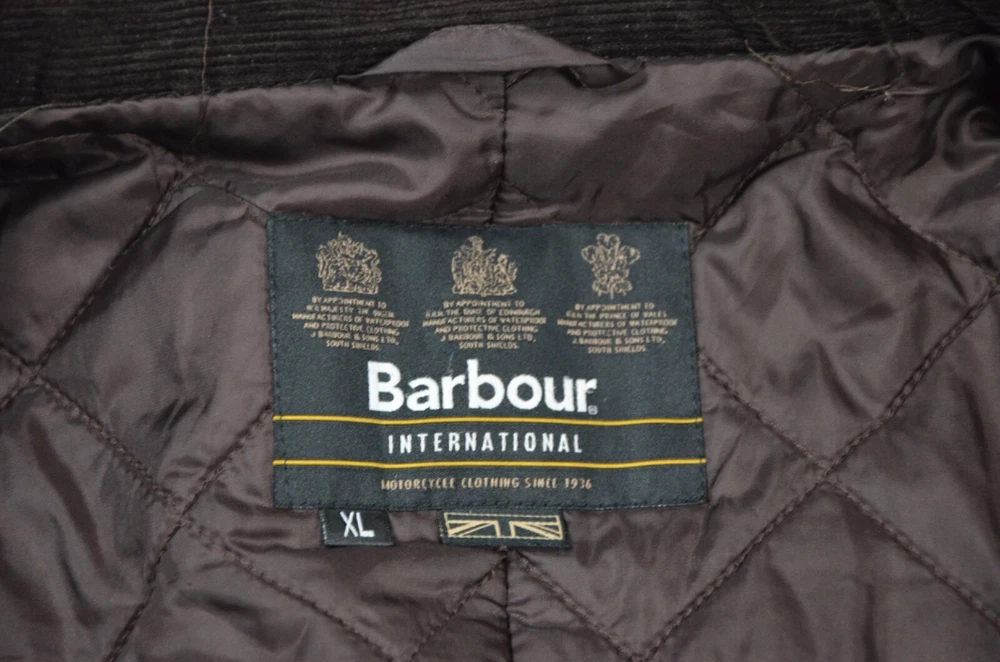 BY APPOINTMENT TO
HER MAJESTY THE QUEEN
MANUFACTURERS OF WATERPROOF
AND PROTECTIVE CLOTHING
J BARBOUR & SONS LTD,
SOUTH SHIELDS.
BY APPOINTMENT TO
H.R.H. THE DUKE OF EDINBURGH
MANUFACTURERS OF WATERPROOF
AND PROTECTIVE CLOTHING
J BARBOUR & SONS LTD,
SOUTH SHIELDS.
BY APPOINTMENT TO
H.R.H. THE PRINCE OF WALES
MANUFACTURERS OF WATERPROOF
AND PROTECTIVE CLOTHING
J. BARBOUR & SONS LTD,
SOUTH SHIELDS.
Barbour®
INTERNATIONAL
MOTORCYCLE CLOTHING SINCE 1936
XL